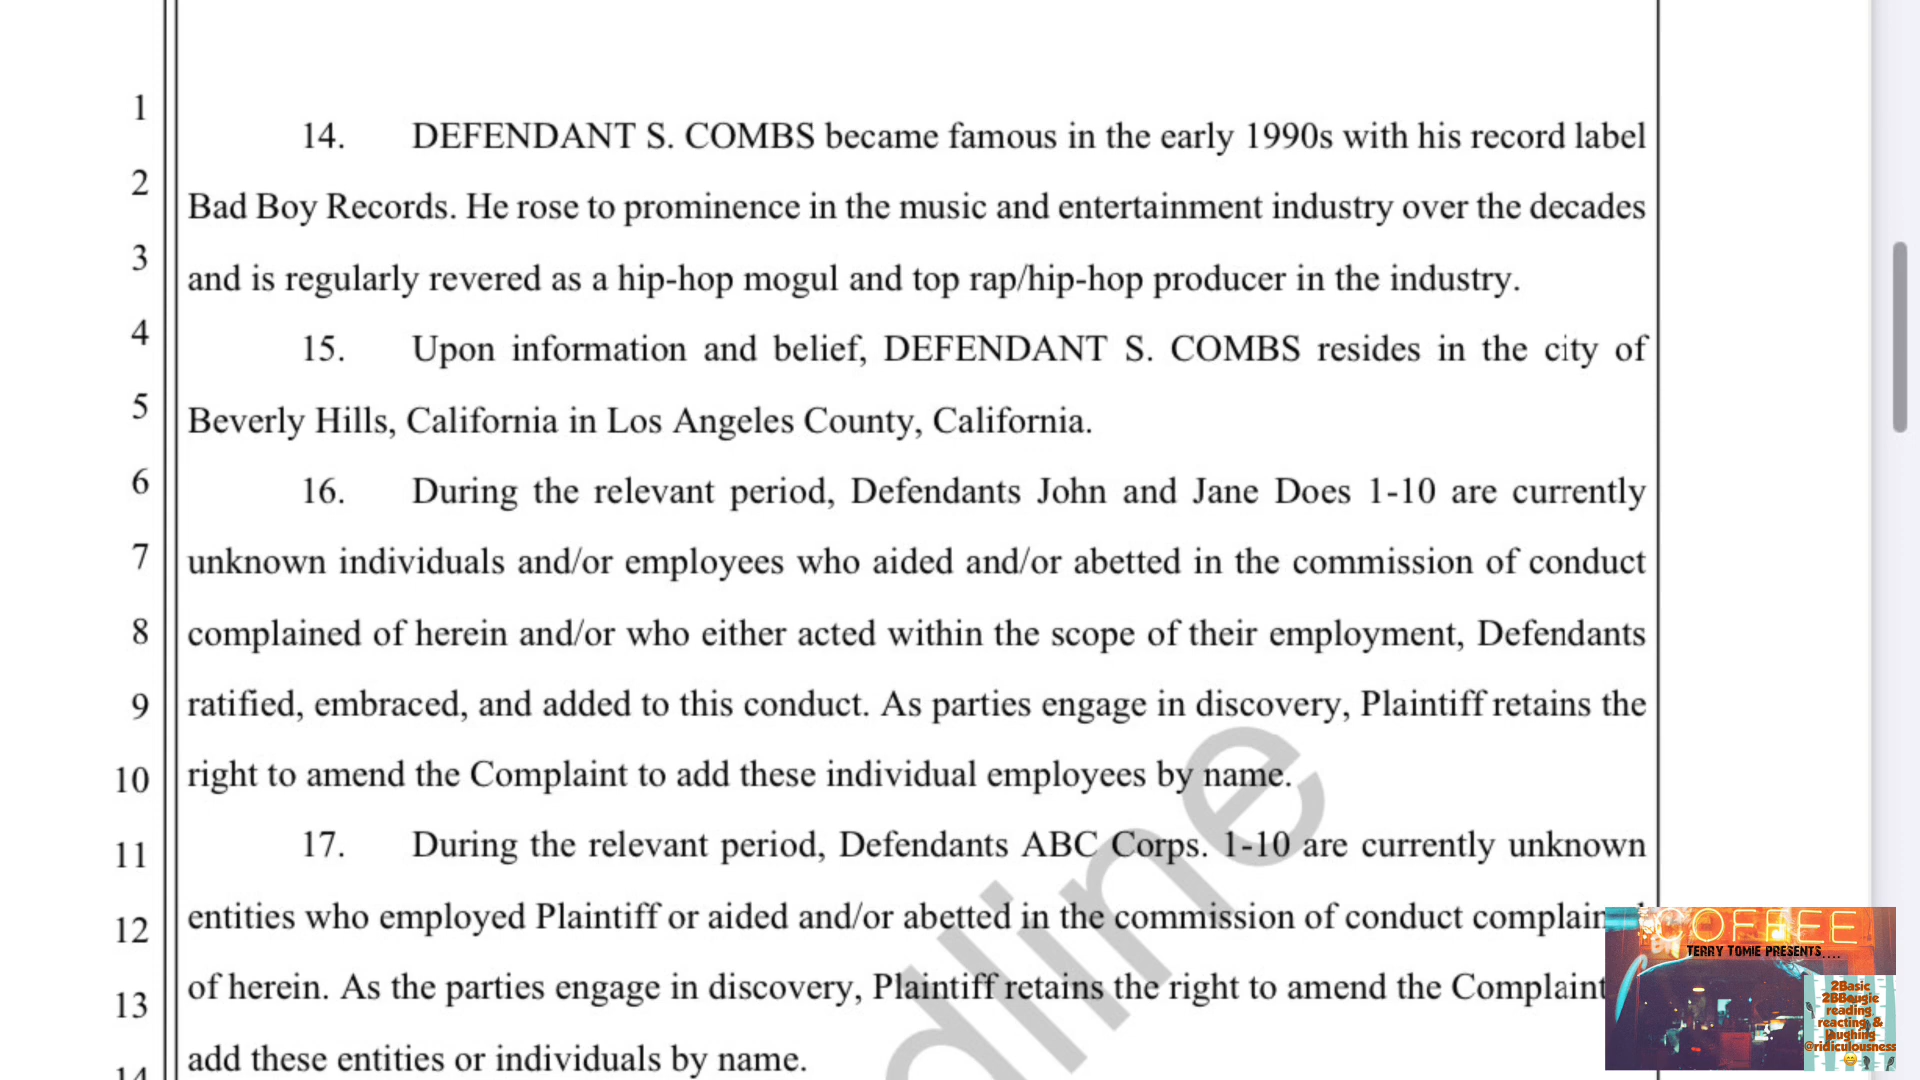 1
14. DEFENDANT S. COMBS became famous in the early 1990s with his record label
2
Bad Boy Records. He rose to prominence in the music and entertainment industry over the decades
3
and is regularly revered as a hip-hop mogul and top rap/hip-hop producer in the industry.
4
15. Upon information and belief, DEFENDANT S. COMBS resides in the city of
5
Beverly Hills, California in Los Angeles County, California.
6
16. During the relevant period, Defendants John and Jane Does 1-10 are currently
7
unknown individuals and/or employees who aided and/or abetted in the commission of conduct
8
complained of herein and/or who either acted within the scope of their employment, Defendants
9
ratified, embraced, and added to this conduct. As parties engage in discovery, Plaintiff retains the
10
right to amend the Complaint to add these individual employees by name.
11
17. During the relevant period, Defendants ABC Corps. 1-10 are currently unknown
12
entities who employed Plaintiff or aided and/or abetted in the commission of conduct
13
of herein. As the parties engage in discovery, Plaintiff retains the right to amend the Complaint
14
add these entities or individuals by name.
dline
COFFEE
TERRY TOMIE PRESENTS....
2Basic
2BBougie
reading
reacting, &
laughing
@ridiculousness